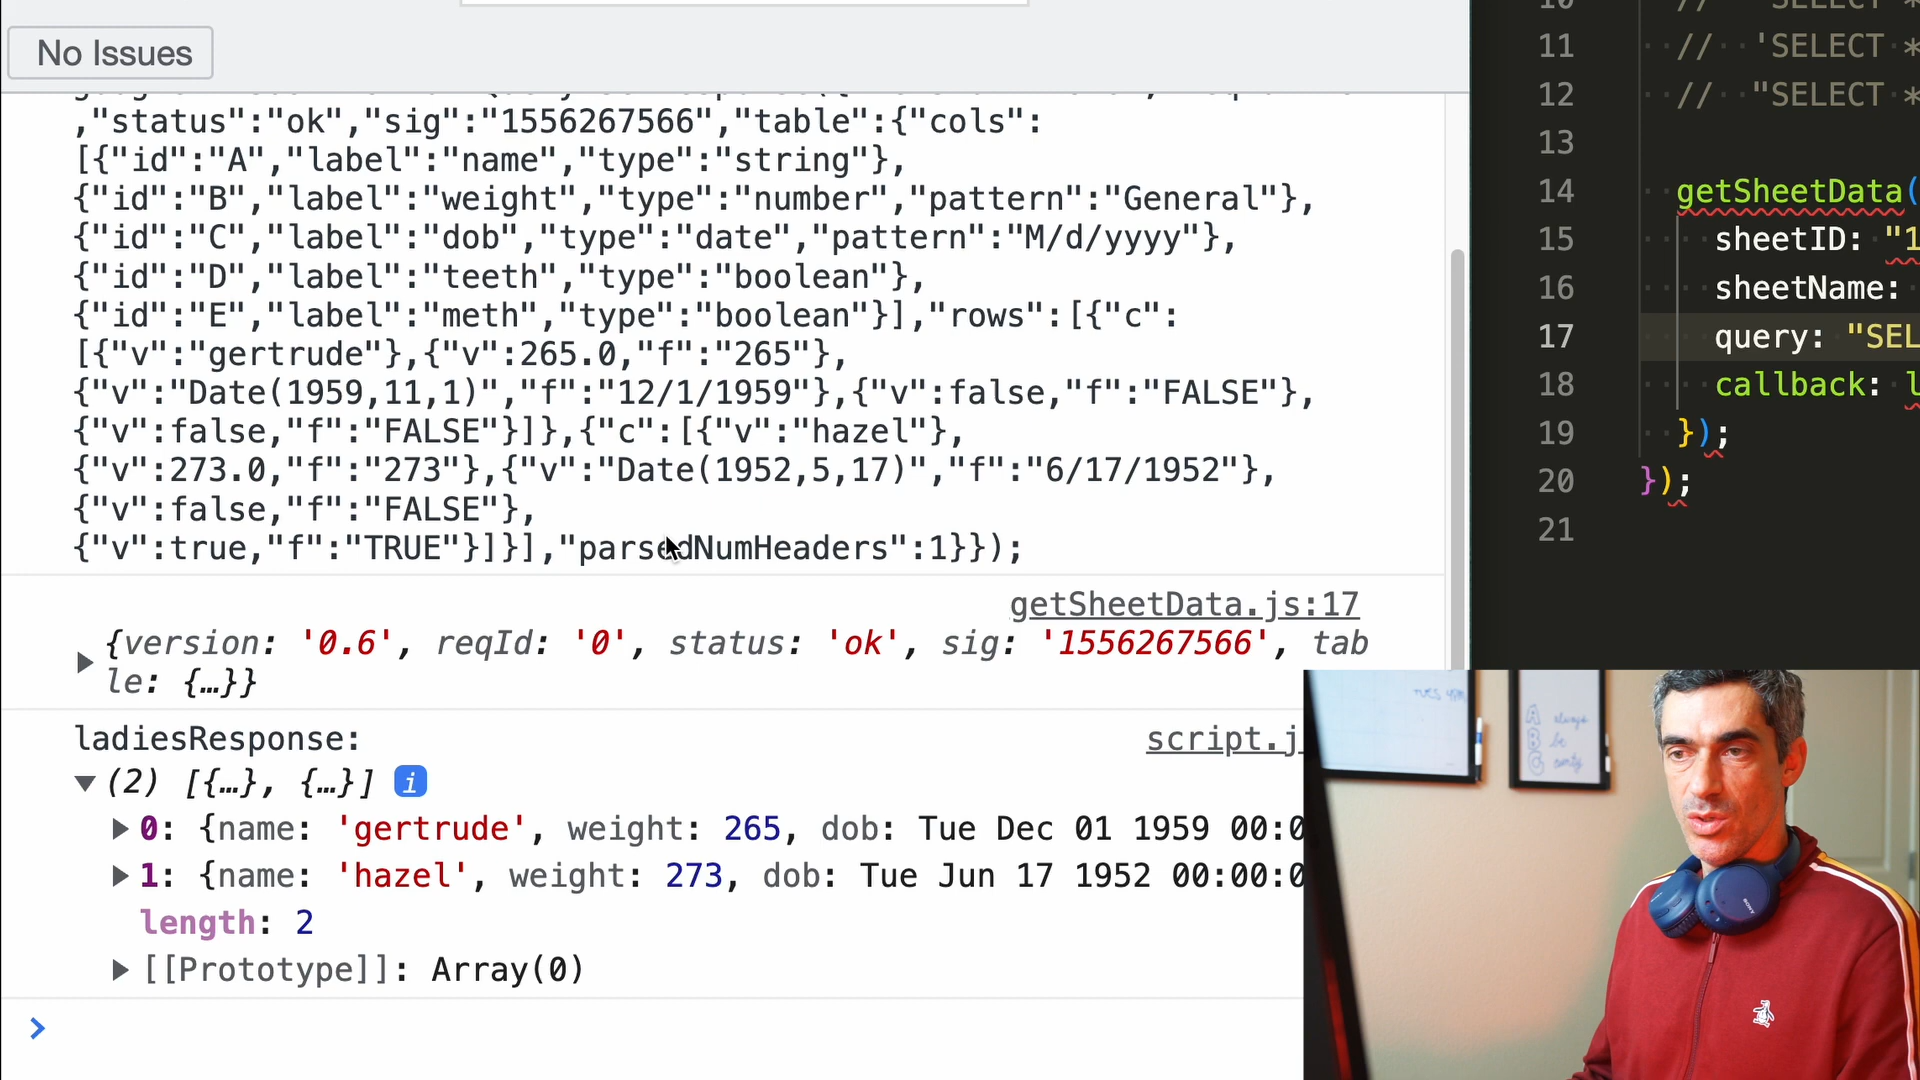 No Issues
,"status":"ok","sig":"1556267566","table":{"cols":
[{"id":"A","label":"name","type":"string"},
{"id":"B","label":"weight","type":"number","pattern":"General"},
{"id":"C","label":"dob","type":"date","pattern":"M/d/yyyy"},
{"id":"D","label":"teeth","type":"boolean"},
{"id":"E","label":"meth","type":"boolean"}],"rows":[{"c":
[{"v":"gertrude"},{"v":265.0,"f":"265"},
{"v":"Date(1959,11,1)","f":"12/1/1959"},{"v":false,"f":"FALSE"},
{"v":false,"f":"FALSE"}]},{"c":[{"v":"hazel"},
{"v":273.0,"f":"273"},{"v":"Date(1952,5,17)","f":"6/17/1952"},
{"v":false,"f":"FALSE"},
{"v":true,"f":"TRUE"}]}],"parsedNumHeaders":1}});
getSheetData.js:17
{version: '0.6', reqId: '0', status: 'ok', sig: '1556267566', tab
le: {…}}
ladiesResponse:
script.j
(2) [{…}, {…}] i
0: {name: 'gertrude', weight: 265, dob: Tue Dec 01 1959 00:0
1: {name: 'hazel', weight: 273, dob: Tue Jun 17 1952 00:00:0
length: 2
[[Prototype]]: Array(0)
>
10 // SELECT *
11 // 'SELECT *
12 // "SELECT *
13
14 getSheetData(
15 sheetID: "1
16 sheetName:
17 query: "SEL
18 callback: l
19 });
20 });
21
A always
B be
SONY